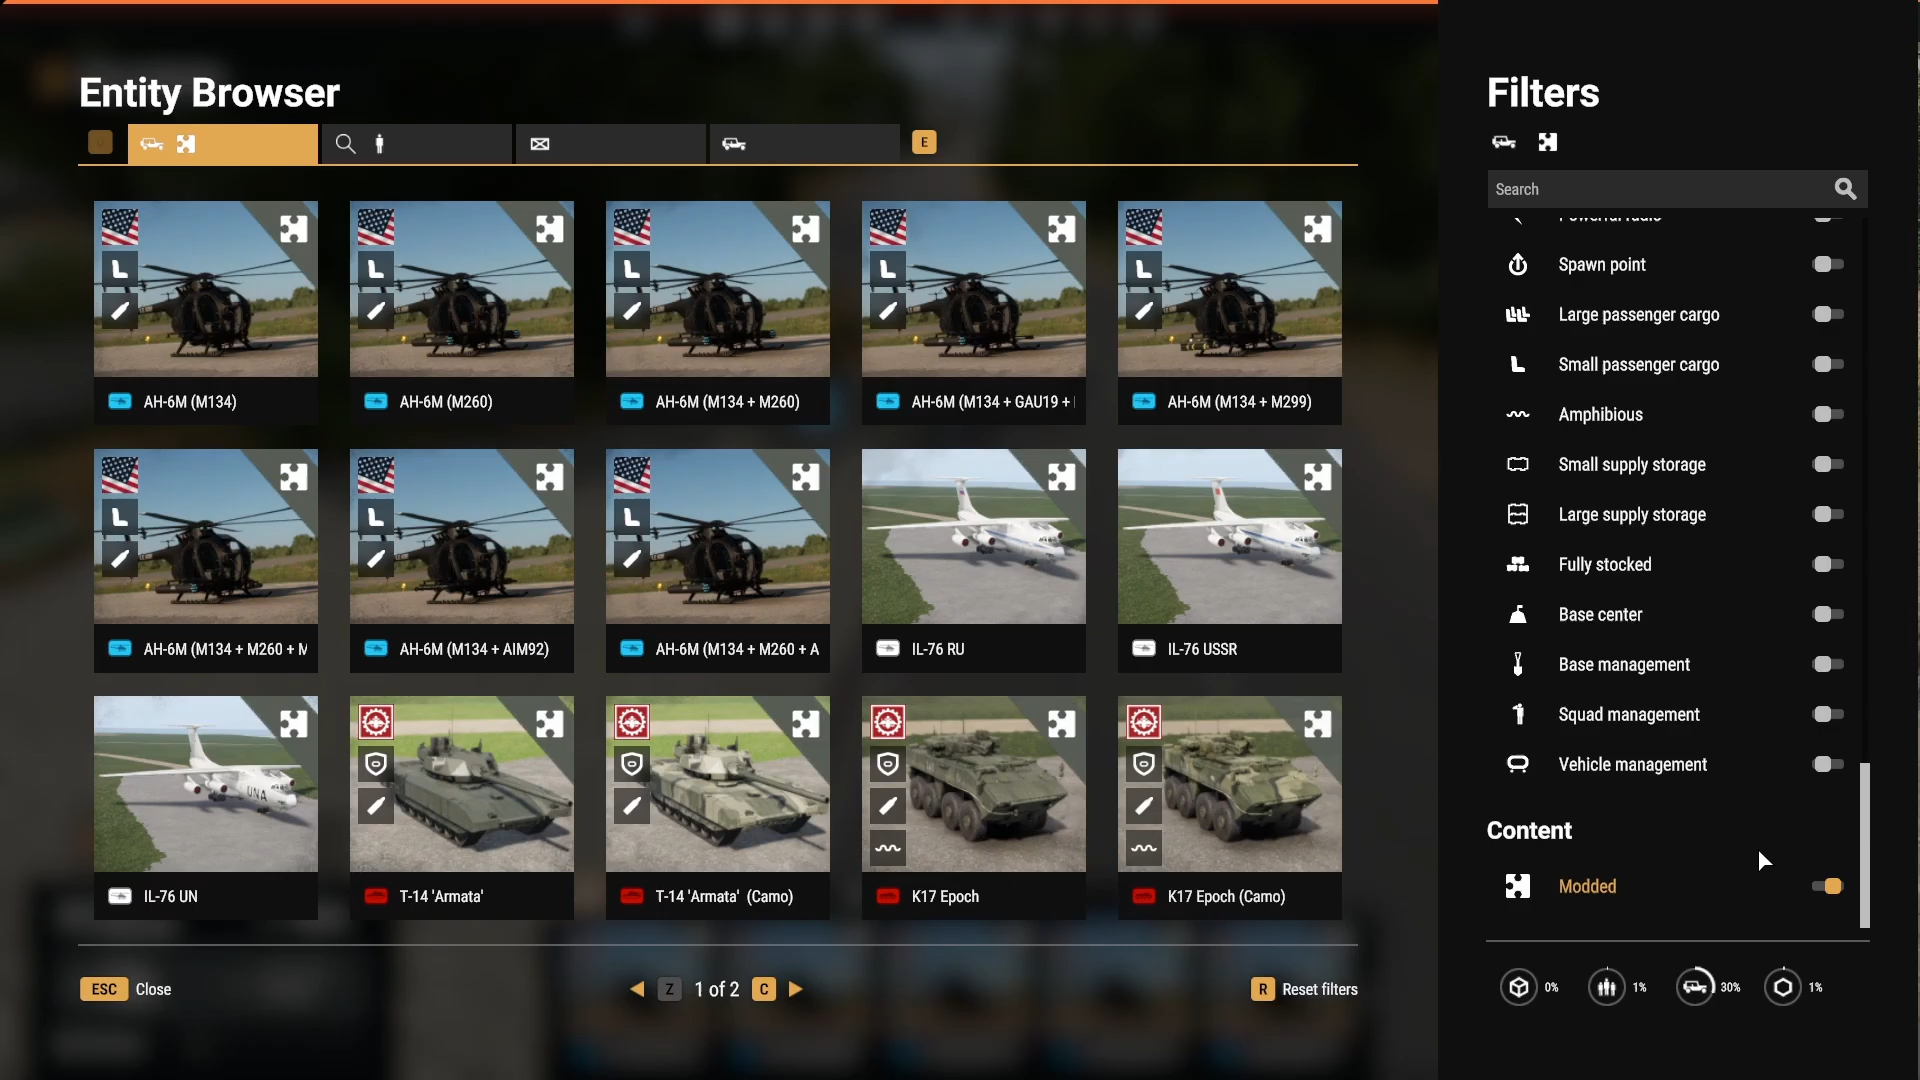 Entity Browser
E
AH-6M (M134)
AH-6M (M260)
AH-6M (M134 + M260)
AH-6M (M134 + GAU19 +
AH-6M (M134 + M299)
AH-6M (M134 + M260 + M
AH-6M (M134 + AIM92)
AH-6M (M134 + M260 + A
IL-76 RU
IL-76 USSR
UNA
IL-76 UN
T-14 'Armata'
T-14 'Armata' (Camo)
K17 Epoch
K17 Epoch (Camo)
ESC Close
Z 1 of 2 C
R Reset filters
Filters
Search
Powerful radio
Spawn point
Large passenger cargo
Small passenger cargo
Amphibious
Small supply storage
Large supply storage
Fully stocked
Base center
Base management
Squad management
Vehicle management
Content
Modded
0%
1%
30%
1%